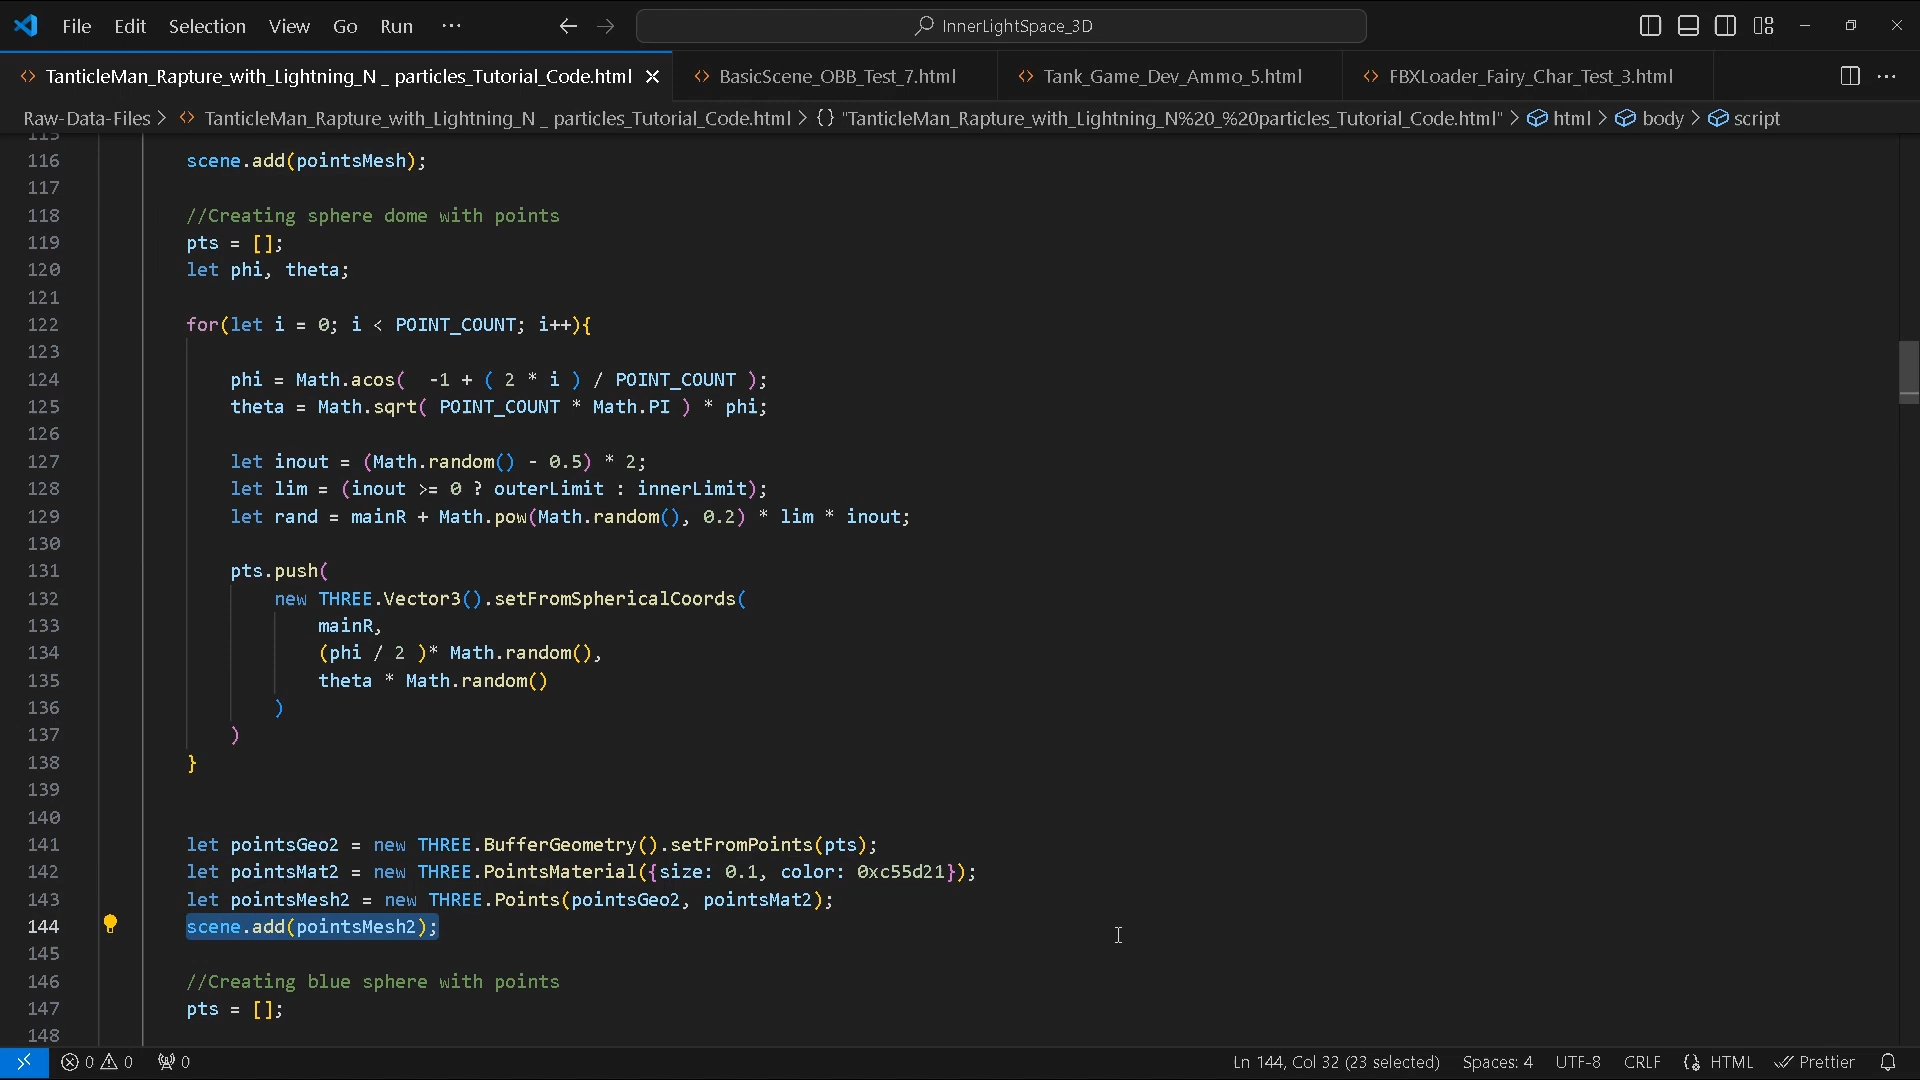 File Edit Selection View Go Run ··· InnerLightSpace_3D
TanticleMan_Rapture_with_Lightning_N _ particles_Tutorial_Code.html BasicScene_OBB_Test_7.html Tank_Game_Dev_Ammo_5.html FBXLoader_Fairy_Char_Test_3.html ···
Raw-Data-Files > TanticleMan_Rapture_with_Lightning_N _ particles_Tutorial_Code.html > {} "TanticleMan_Rapture_with_Lightning_N%20_%20particles_Tutorial_Code.html" > html > body > script
115
116 scene.add(pointsMesh);
117
118 //Creating sphere dome with points
119 pts = [];
120 let phi, theta;
121
122 for(let i = 0; i < POINT_COUNT; i++){
123
124 phi = Math.acos(  -1 + ( 2 * i ) / POINT_COUNT );
125 theta = Math.sqrt( POINT_COUNT * Math.PI ) * phi;
126
127 let inout = (Math.random() - 0.5) * 2;
128 let lim = (inout >= 0 ? outerLimit : innerLimit);
129 let rand = mainR + Math.pow(Math.random(), 0.2) * lim * inout;
130
131 pts.push(
132 new THREE.Vector3().setFromSphericalCoords(
133 mainR,
134 (phi / 2 )* Math.random(),
135 theta * Math.random()
136 )
137 )
138 }
139
140
141 let pointsGeo2 = new THREE.BufferGeometry().setFromPoints(pts);
142 let pointsMat2 = new THREE.PointsMaterial({size: 0.1, color: 0xc55d21});
143 let pointsMesh2 = new THREE.Points(pointsGeo2, pointsMat2);
144 scene.add(pointsMesh2);
145
146 //Creating blue sphere with points
147 pts = [];
148
0 0 0 Ln 144, Col 32 (23 selected) Spaces: 4 UTF-8 CRLF {} HTML Prettier